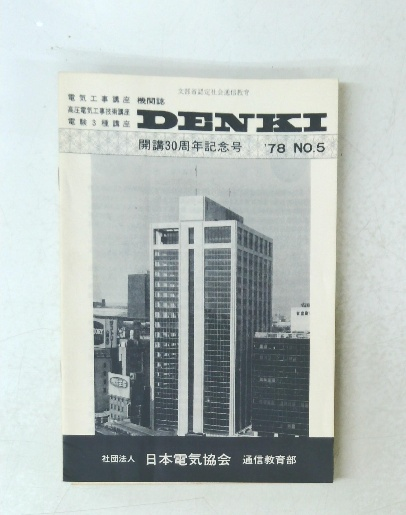 文部省認定社会通信教育
電気工事講座 機関誌
高圧電気工事技術講座
電験3種講座
DENKI
開講30周年記念号 '78 NO.5
社団法人 日本電気協会 通信教育部